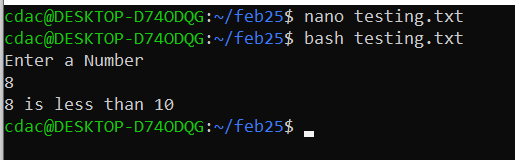 cdac@DESKTOP-D74ODQG:~/feb25$ nano testing.txt
cdac@DESKTOP-D74ODQG:~/feb25$ bash testing.txt
Enter a Number
8
8 is less than 10
cdac@DESKTOP-D74ODQG:~/feb25$